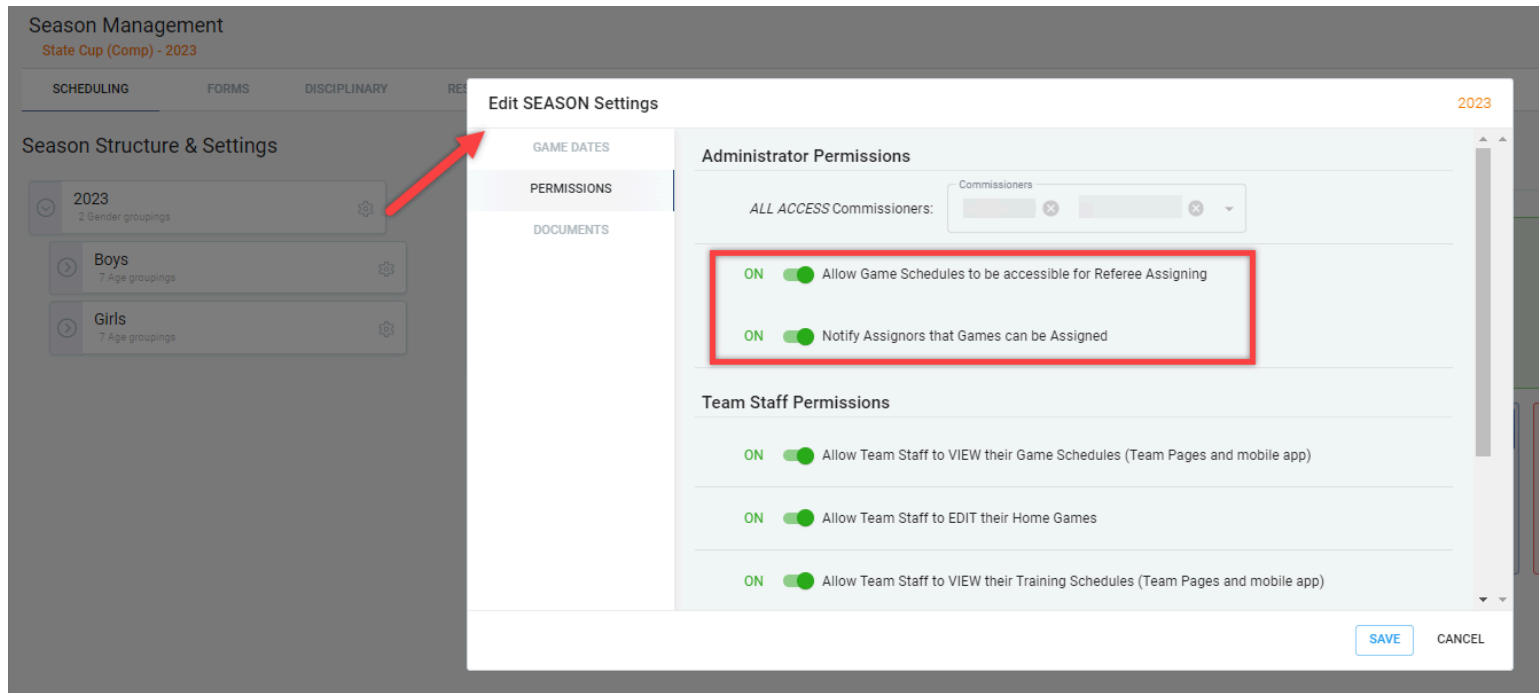 Season Management
State Cup (Comp) - 2023
SCHEDULING FORMS DISCIPLINARY RES
Season Structure & Settings
2023
2 Gender groupings
Boys
7 Age groupings
Girls
7 Age groupings
Edit SEASON Settings 2023
GAME DATES
PERMISSIONS
DOCUMENTS
Administrator Permissions
Commissioners
ALL ACCESS Commissioners:
ON Allow Game Schedules to be accessible for Referee Assigning
ON Notify Assignors that Games can be Assigned
Team Staff Permissions
ON Allow Team Staff to VIEW their Game Schedules (Team Pages and mobile app)
ON Allow Team Staff to EDIT their Home Games
ON Allow Team Staff to VIEW their Training Schedules (Team Pages and mobile app)
SAVE CANCEL